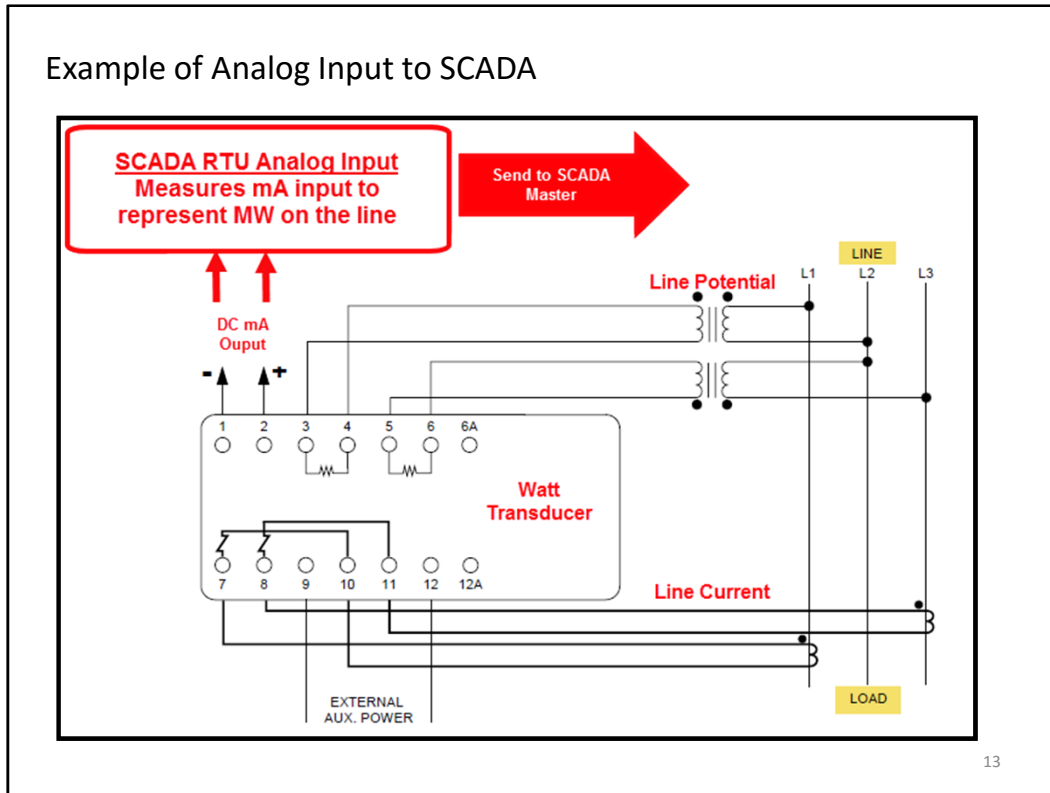 Example of Analog Input to SCADA
SCADA RTU Analog Input
Measures mA input to
represent MW on the line
Send to SCADA
Master
LINE
L1 L2 L3
Line Potential
DC mA
Ouput
- +
1 2 3 4 5 6 6A
Watt
Transducer
7 8 9 10 11 12 12A
Line Current
EXTERNAL
AUX. POWER
LOAD
13